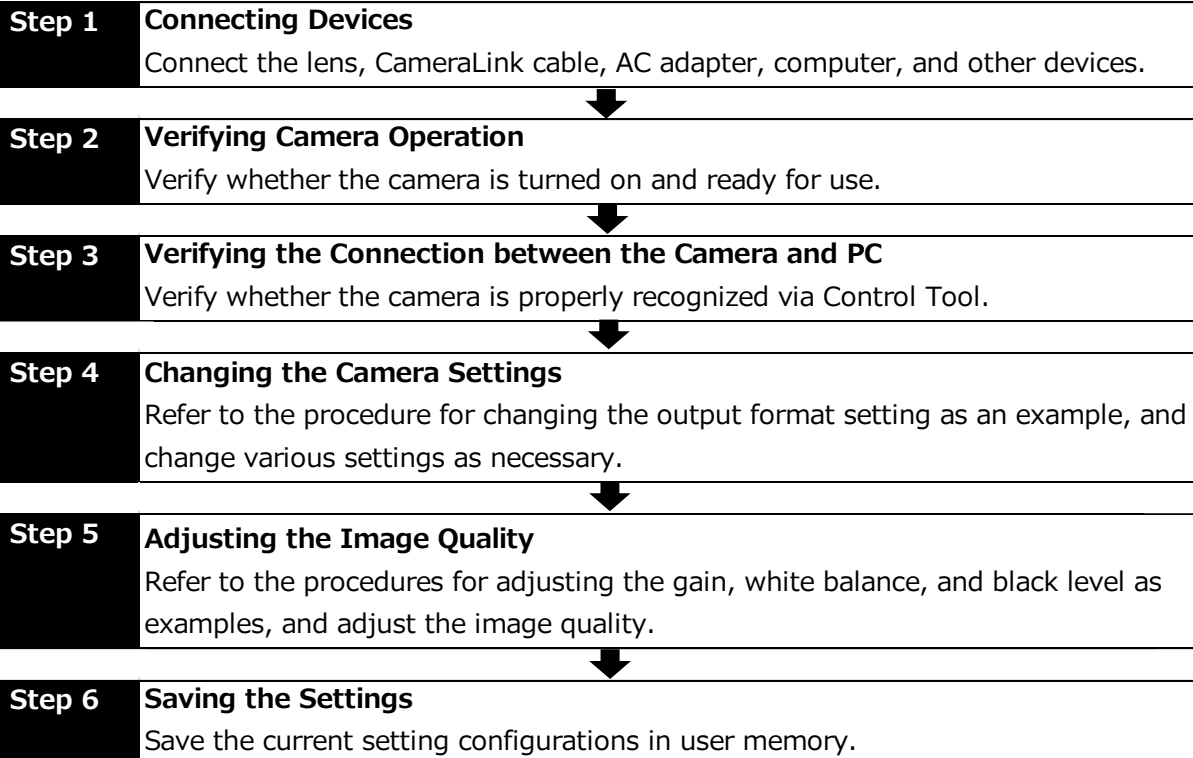 Step 1
Connecting Devices
Connect the lens, CameraLink cable, AC adapter, computer, and other devices.
Step 2
Verifying Camera Operation
Verify whether the camera is turned on and ready for use.
Step 3
Verifying the Connection between the Camera and PC
Verify whether the camera is properly recognized via Control Tool.
Step 4
Changing the Camera Settings
Refer to the procedure for changing the output format setting as an example, and
change various settings as necessary.
Step 5
Adjusting the Image Quality
Refer to the procedures for adjusting the gain, white balance, and black level as
examples, and adjust the image quality.
Step 6
Saving the Settings
Save the current setting configurations in user memory.